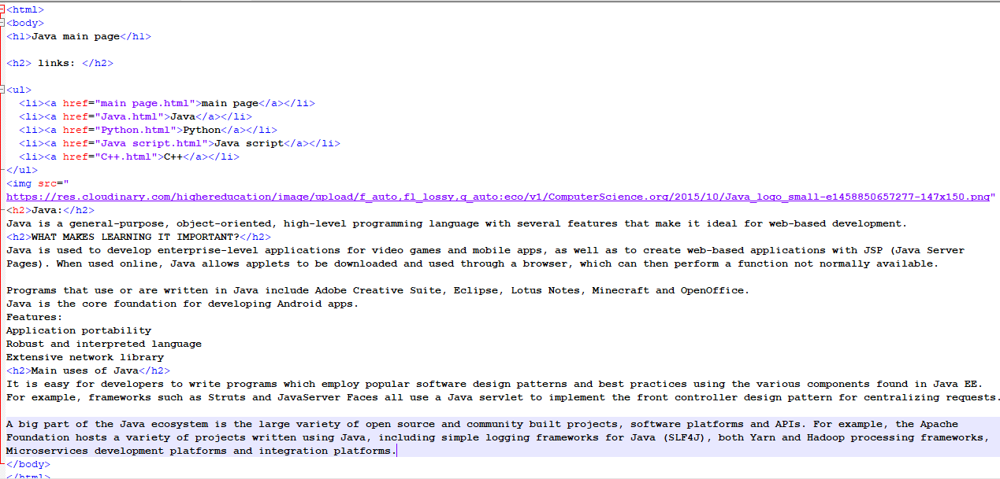 <html>
<body>
<h1>Java main page</h1>
<h2> links: </h2>
<ul>
<li><a href="main page.html">main page</a></li>
<li><a href="Java.html">Java</a></li>
<li><a href="Python.html">Python</a></li>
<li><a href="Java script.html">Java script</a></li>
<li><a href="C++.html">C++</a></li>
</ul>
<img src="
https://res.cloudinary.com/highereducation/image/upload/f_auto,fl_lossy,q_auto:eco/v1/ComputerScience.org/2015/10/Java_logo_small-e1458850657277-147x150.png"
<h2>Java:</h2>
Java is a general-purpose, object-oriented, high-level programming language with several features that make it ideal for web-based development.
<h2>WHAT MAKES LEARNING IT IMPORTANT?</h2>
Java is used to develop enterprise-level applications for video games and mobile apps, as well as to create web-based applications with JSP (Java Server
Pages). When used online, Java allows applets to be downloaded and used through a browser, which can then perform a function not normally available.
Programs that use or are written in Java include Adobe Creative Suite, Eclipse, Lotus Notes, Minecraft and OpenOffice.
Java is the core foundation for developing Android apps.
Features:
Application portability
Robust and interpreted language
Extensive network library
<h2>Main uses of Java</h2>
It is easy for developers to write programs which employ popular software design patterns and best practices using the various components found in Java EE.
For example, frameworks such as Struts and JavaServer Faces all use a Java servlet to implement the front controller design pattern for centralizing requests.
A big part of the Java ecosystem is the large variety of open source and community built projects, software platforms and APIs. For example, the Apache
Foundation hosts a variety of projects written using Java, including simple logging frameworks for Java (SLF4J), both Yarn and Hadoop processing frameworks,
Microservices development platforms and integration platforms.
</body>
</html>